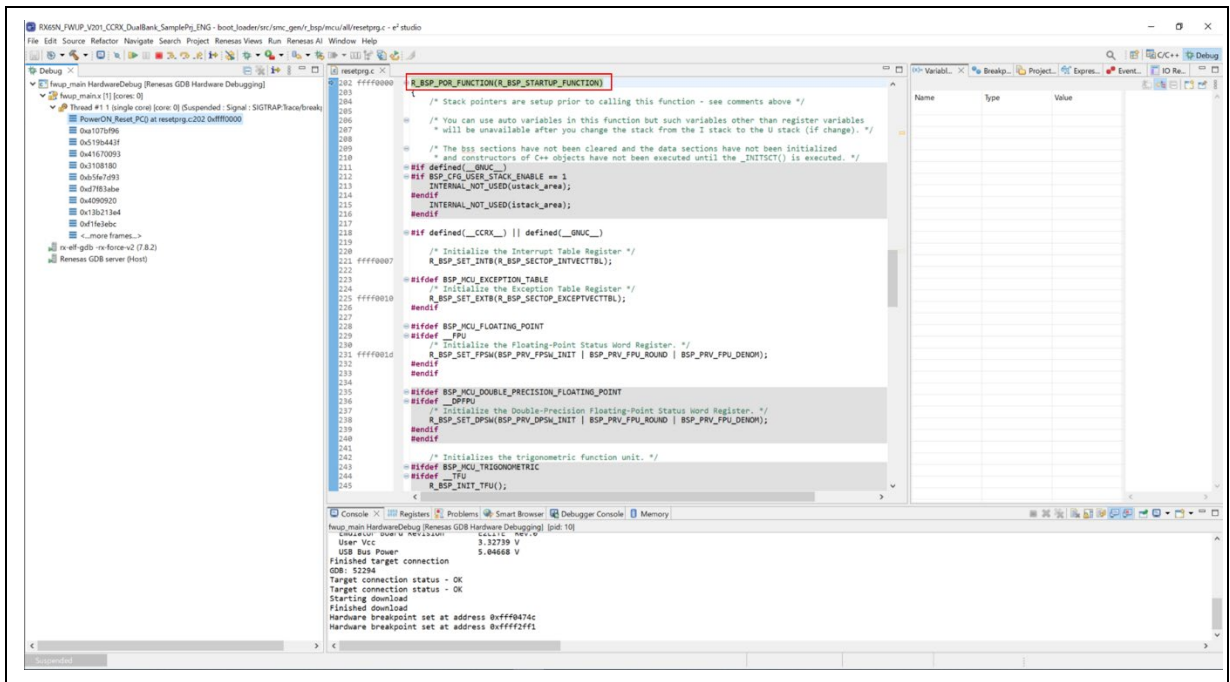 RX65N_FWUP_V201_CCRX_DualBank_SamplePrj_ENG - boot_loader/src/smc_gen/r_bsp/mcu/all/resetprg.c - e² studio
File Edit Source Refactor Navigate Search Project Renesas Views Run Renesas AI Window Help
C/C++ Debug
Debug
fwup_main HardwareDebug [Renesas GDB Hardware Debugging]
fwup_main.x [1] [cores: 0]
Thread #1 1 (single core) [core: 0] (Suspended : Signal : SIGTRAP:Trace/breakp
PowerON_Reset_PC() at resetprg.c:202 0xffff0000
0xa107bf96
0x519b443f
0x41670093
0x3108180
0xb5fe7d93
0xd7f83abe
0x4090920
0x13b213e4
0xf1fe3ebc
<...more frames...>
rx-elf-gdb -rx-force-v2 (7.8.2)
Renesas GDB server (Host)
resetprg.c
202 ffff0000 R_BSP_POR_FUNCTION(R_BSP_STARTUP_FUNCTION)
203 {
204 /* Stack pointers are setup prior to calling this function - see comments above */
205
206 /* You can use auto variables in this function but such variables other than register variables
207 * will be unavailable after you change the stack from the I stack to the U stack (if change). */
208
209 /* The bss sections have not been cleared and the data sections have not been initialized
210 * and constructors of C++ objects have not been executed until the _INITSCT() is executed. */
211 #if defined(__GNUC__)
212 #if BSP_CFG_USER_STACK_ENABLE == 1
213 INTERNAL_NOT_USED(ustack_area);
214 #endif
215 INTERNAL_NOT_USED(istack_area);
216 #endif
217
218 #if defined(__CCRX__) || defined(__GNUC__)
219
220 /* Initialize the Interrupt Table Register */
221 ffff0007 R_BSP_SET_INTB(R_BSP_SECTOP_INTVECTTBL);
222
223 #ifdef BSP_MCU_EXCEPTION_TABLE
224 /* Initialize the Exception Table Register */
225 ffff0010 R_BSP_SET_EXTB(R_BSP_SECTOP_EXCEPTVECTTBL);
226 #endif
227
228 #ifdef BSP_MCU_FLOATING_POINT
229 #ifdef __FPU
230 /* Initialize the Floating-Point Status Word Register. */
231 ffff001d R_BSP_SET_FPSW(BSP_PRV_FPSW_INIT | BSP_PRV_FPU_ROUND | BSP_PRV_FPU_DENOM);
232 #endif
233 #endif
234
235 #ifdef BSP_MCU_DOUBLE_PRECISION_FLOATING_POINT
236 #ifdef __DPFPU
237 /* Initialize the Double-Precision Floating-Point Status Word Register. */
238 R_BSP_SET_DPSW(BSP_PRV_DPSW_INIT | BSP_PRV_FPU_ROUND | BSP_PRV_FPU_DENOM);
239 #endif
240 #endif
241
242 /* Initializes the trigonometric function unit. */
243 #ifdef BSP_MCU_TRIGONOMETRIC
244 #ifdef __TFU
245 R_BSP_INIT_TFU();
Variabl... Breakp... Project... Expres... Event... IO Re...
Name Type Value
Console Registers Problems Smart Browser Debugger Console Memory
fwup_main HardwareDebug [Renesas GDB Hardware Debugging] [pid: 10]
Emulator Board Revision E2LITE Rev.0
User Vcc 3.32739 V
USB Bus Power 5.04668 V
Finished target connection
GDB: 52294
Target connection status - OK
Target connection status - OK
Starting download
Finished download
Hardware breakpoint set at address 0xfff0474c
Hardware breakpoint set at address 0xffff2ff1
Suspended